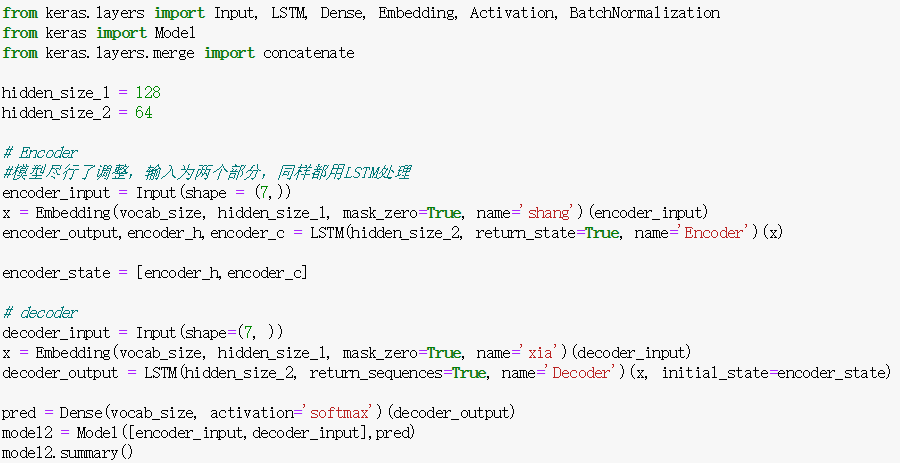 from keras.layers import Input, LSTM, Dense, Embedding, Activation, BatchNormalization
from keras import Model
from keras.layers.merge import concatenate
hidden_size_1 = 128
hidden_size_2 = 64
# Encoder
#模型尽行了调整，输入为两个部分，同样都用LSTM处理
encoder_input = Input(shape = (7,))
x = Embedding(vocab_size, hidden_size_1, mask_zero=True, name='shang')(encoder_input)
encoder_output,encoder_h,encoder_c = LSTM(hidden_size_2, return_state=True, name='Encoder')(x)
encoder_state = [encoder_h,encoder_c]
# decoder
decoder_input = Input(shape=(7, ))
x = Embedding(vocab_size, hidden_size_1, mask_zero=True, name='xia')(decoder_input)
decoder_output = LSTM(hidden_size_2, return_sequences=True, name='Decoder')(x, initial_state=encoder_state)
pred = Dense(vocab_size, activation='softmax')(decoder_output)
model2 = Model([encoder_input,decoder_input],pred)
model2.summary()